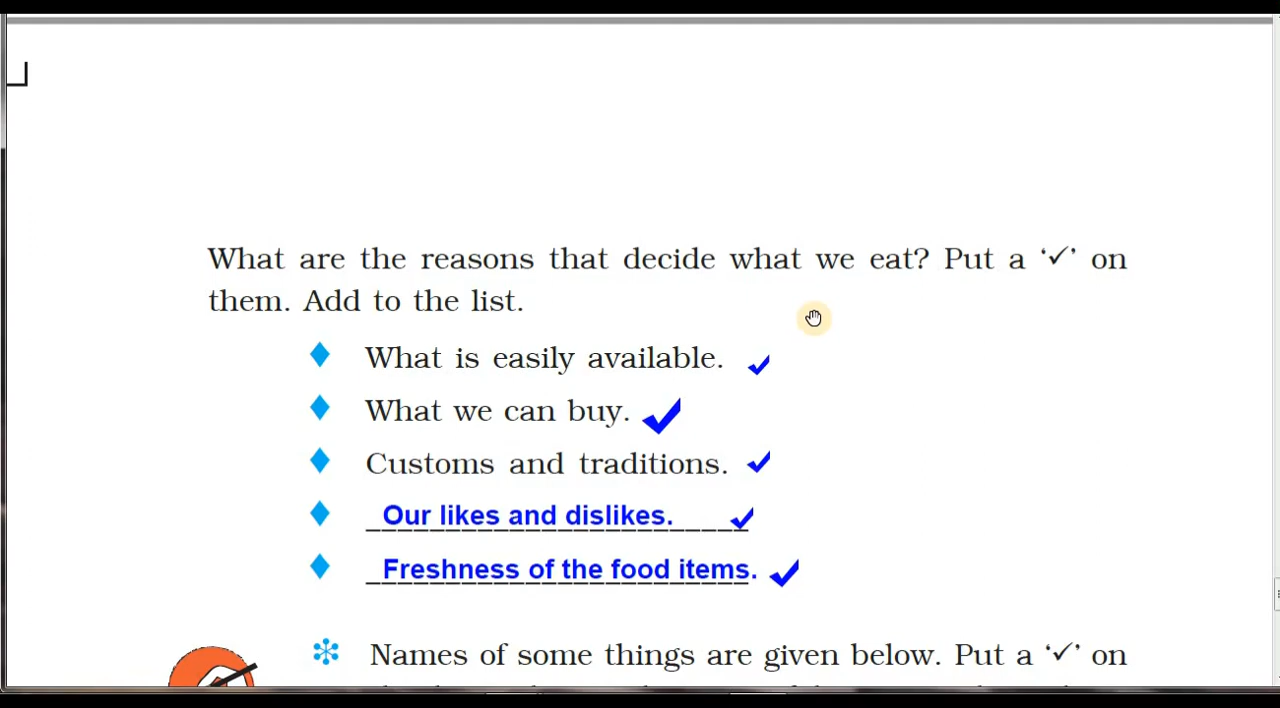 What are the reasons that decide what we eat? Put a ‘✓’ on
them. Add to the list.
What is easily available. ✓
What we can buy. ✓
Customs and traditions. ✓
Our likes and dislikes. ✓
Freshness of the food items. ✓
Names of some things are given below. Put a ‘✓’ on